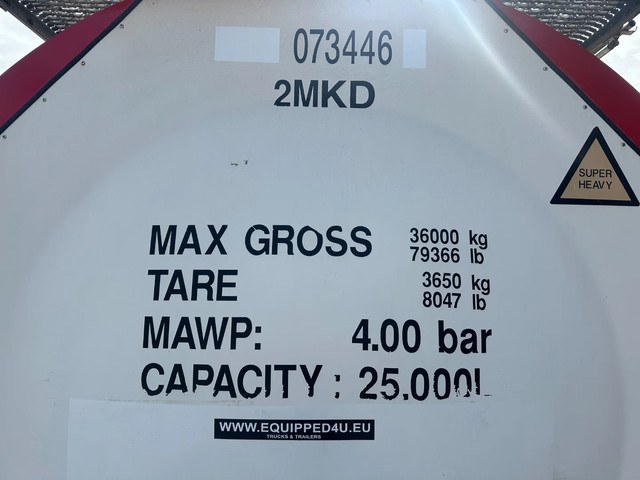 073446
2MKD
SUPER
HEAVY
MAX GROSS 36000 kg
79366 lb
TARE 3650 kg
8047 lb
MAWP: 4.00 bar
CAPACITY : 25.000L
WWW.EQUIPPED4U.EU
TRUCKS & TRAILERS